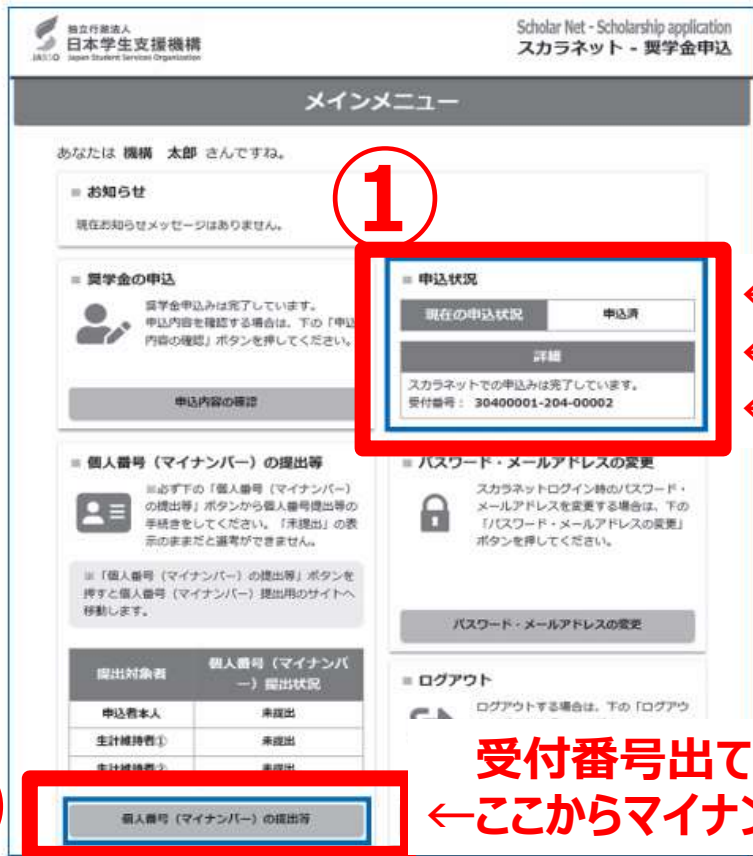 独立行政法人
日本学生支援機構
JASSO Japan Student Services Organization
Scholar Net - Scholarship application
スカラネット - 奨学金申込
メインメニュー
あなたは 機構 太郎 さんですね。
お知らせ
現在お知らせメッセージはありません。
①
奨学金の申込
奨学金申込みは完了しています。
申込内容を確認する場合は、下の「申込
内容の確認」ボタンを押してください。
申込内容の確認
申込状況
現在の申込状況 申込済
詳細
スカラネットでの申込みは完了しています。
受付番号： 30400001-204-00002
←
←
←
個人番号（マイナンバー）の提出等
※必ず下の「個人番号（マイナンバー）
の提出等」ボタンから個人番号提出等の
手続きをしてください。「未提出」の表
示のままだと選考ができません。
※「個人番号（マイナンバー）の提出等」ボタンを
押すと個人番号（マイナンバー）提出用のサイトへ
移動します。
提出対象者 個人番号（マイナンバ
ー）提出状況
申込者本人 未提出
生計維持者① 未提出
生計維持者② 未提出
個人番号（マイナンバー）の提出等
パスワード・メールアドレスの変更
スカラネットログイン時のパスワード・
メールアドレスを変更する場合は、下の
「パスワード・メールアドレスの変更」
ボタンを押してください。
パスワード・メールアドレスの変更
ログアウト
ログアウトする場合は、下の「ログアウ
受付番号出て
←ここからマイナン